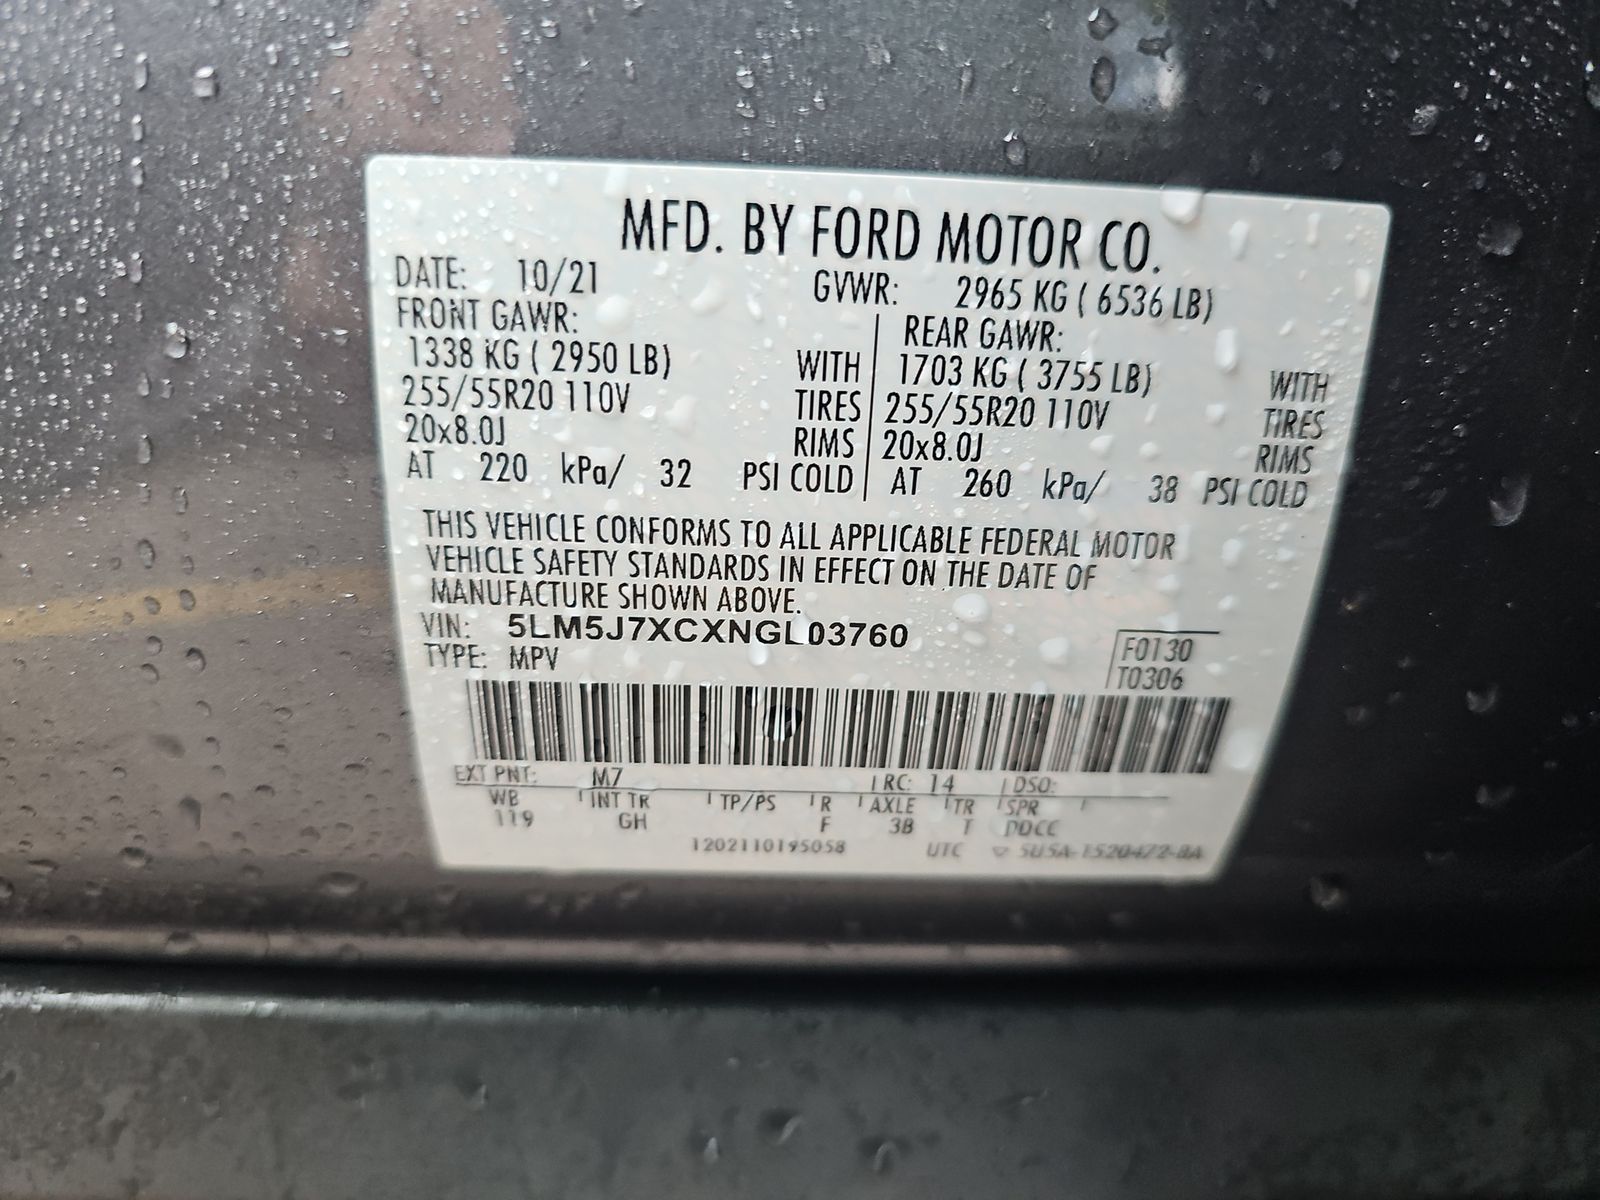 MFD. BY FORD MOTOR CO.
DATE: 10/21 GVWR: 2965 KG ( 6536 LB)
FRONT GAWR: REAR GAWR:
1338 KG ( 2950 LB) WITH 1703 KG ( 3755 LB) WITH
255/55R20 110V TIRES 255/55R20 110V TIRES
20x8.0J RIMS 20x8.0J RIMS
AT 220 kPa/ 32 PSI COLD AT 260 kPa/ 38 PSI COLD
THIS VEHICLE CONFORMS TO ALL APPLICABLE FEDERAL MOTOR
VEHICLE SAFETY STANDARDS IN EFFECT ON THE DATE OF
MANUFACTURE SHOWN ABOVE.
VIN: 5LM5J7XCXNGL03760
TYPE: MPV
F0130
T0306
EXT PNT: M7 RC: 14 DSO:
WB INT TR TP/PS R AXLE TR SPR
119 GH F 3B T
1202110195058 UTC